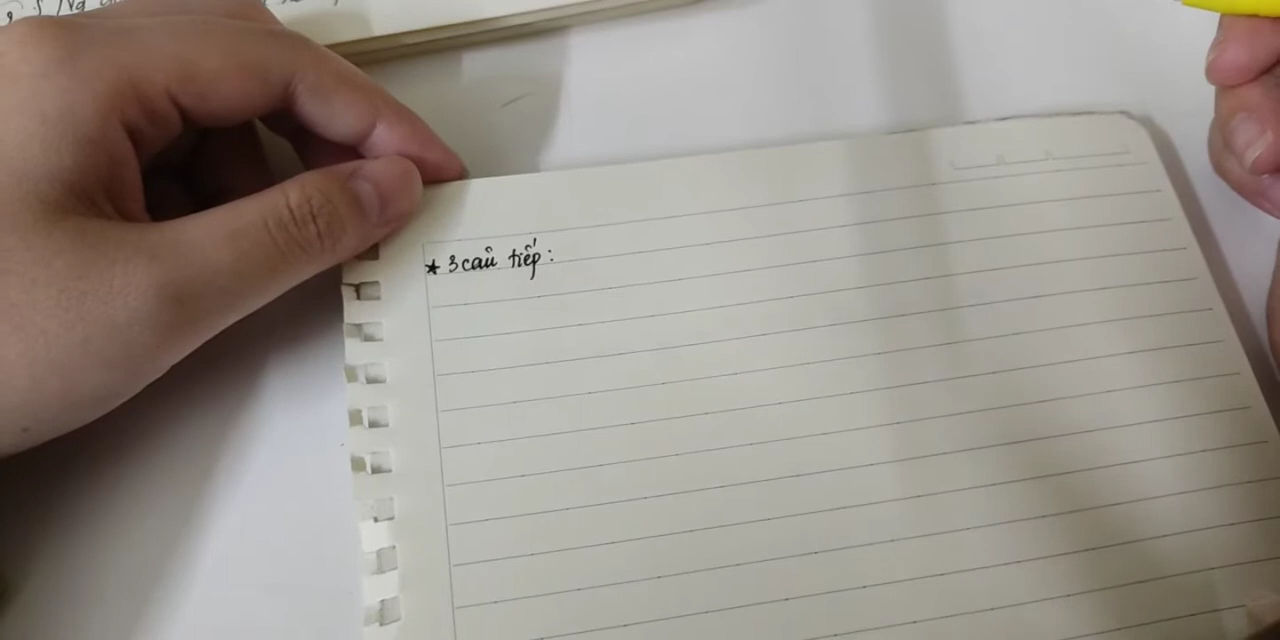 ★ 3 câu tiếp :